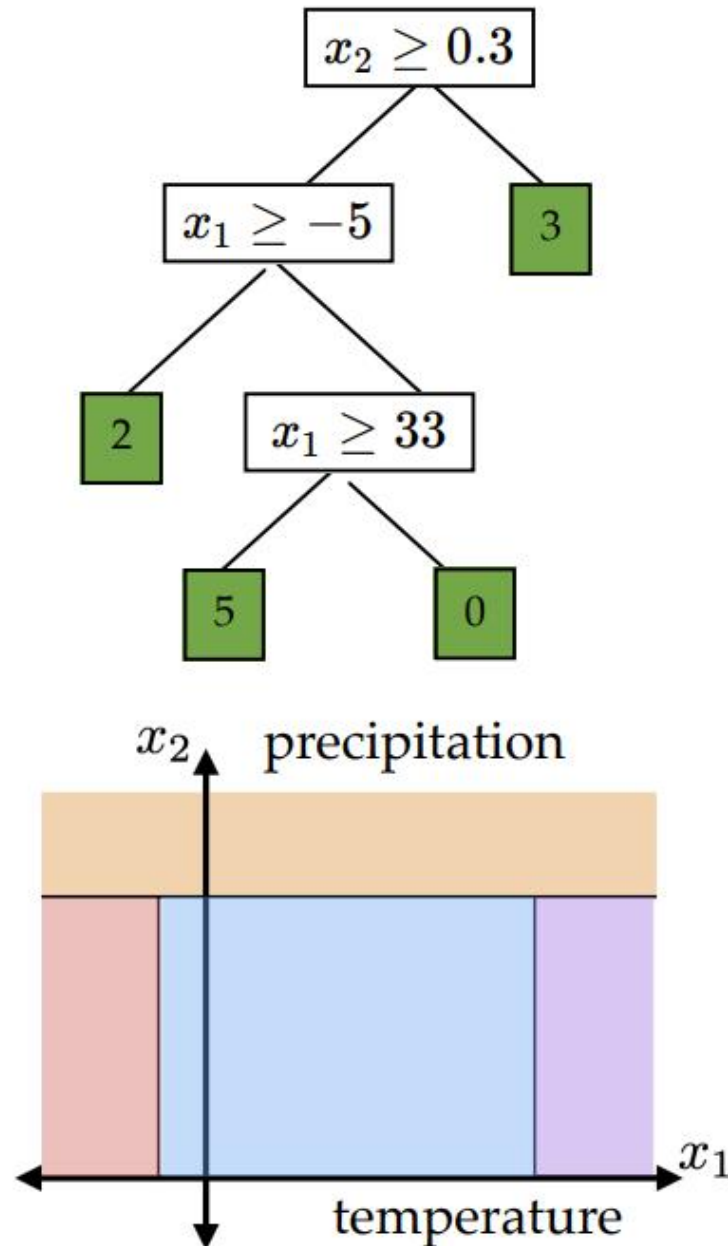 x₂ ≥ 0.3
x₁ ≥ −5
3
2
x₁ ≥ 33
5
0
x₂ precipitation
x₁
temperature